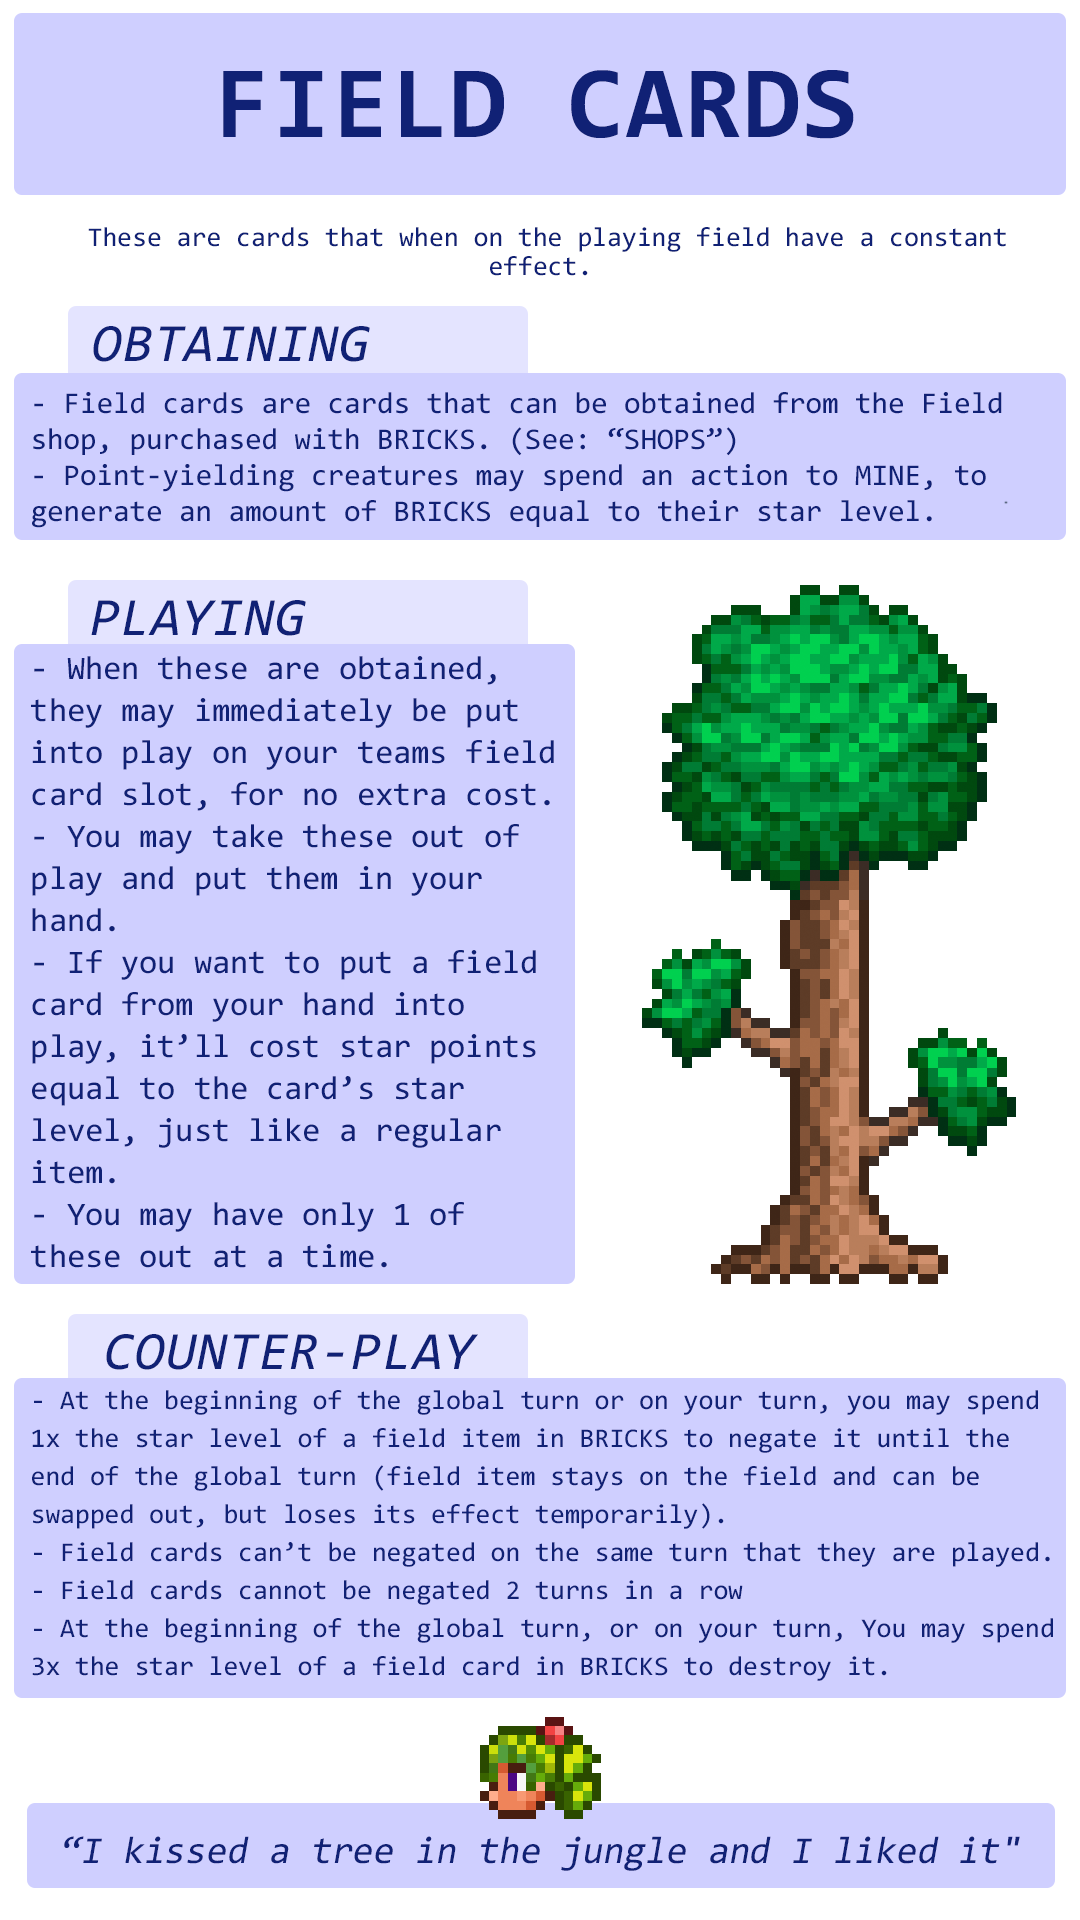 FIELD CARDS
These are cards that when on the playing field have a constant
effect.
OBTAINING
- Field cards are cards that can be obtained from the Field
shop, purchased with BRICKS. (See: “SHOPS”)
- Point-yielding creatures may spend an action to MINE, to
generate an amount of BRICKS equal to their star level.
PLAYING
- When these are obtained,
they may immediately be put
into play on your teams field
card slot, for no extra cost.
- You may take these out of
play and put them in your
hand.
- If you want to put a field
card from your hand into
play, it’ll cost star points
equal to the card’s star
level, just like a regular
item.
- You may have only 1 of
these out at a time.
COUNTER-PLAY
- At the beginning of the global turn or on your turn, you may spend
1x the star level of a field item in BRICKS to negate it until the
end of the global turn (field item stays on the field and can be
swapped out, but loses its effect temporarily).
- Field cards can’t be negated on the same turn that they are played.
- Field cards cannot be negated 2 turns in a row
- At the beginning of the global turn, or on your turn, You may spend
3x the star level of a field card in BRICKS to destroy it.
“I kissed a tree in the jungle and I liked it"